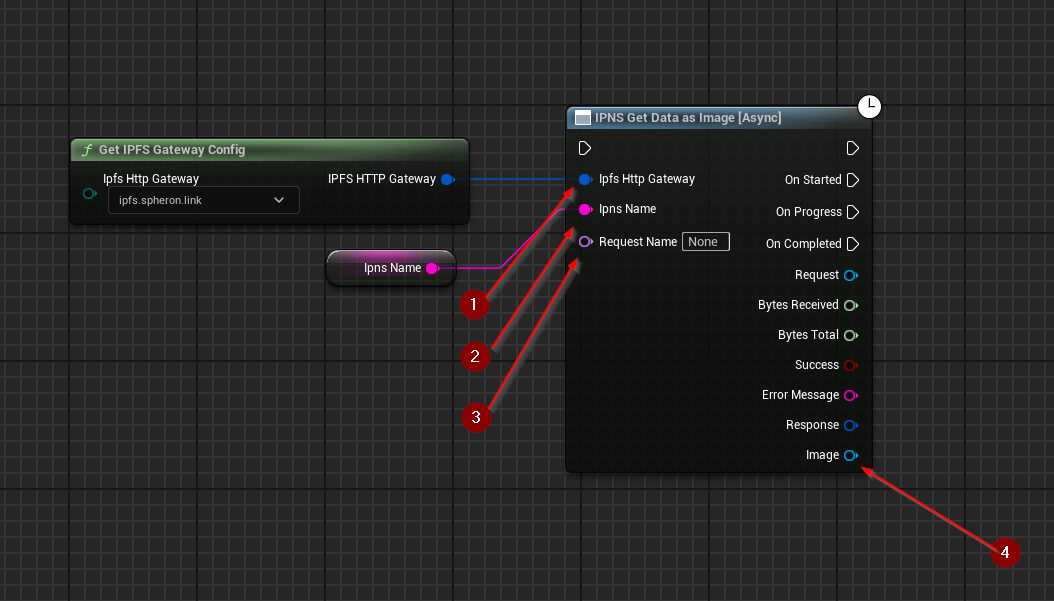 Get IPFS Gateway Config
Ipfs Http Gateway
IPFS HTTP Gateway
ipfs.spheron.link
Ipns Name
IPNS Get Data as Image [Async]
Ipfs Http Gateway
On Started
Ipns Name
On Progress
Request Name None
On Completed
Request
Bytes Received
Bytes Total
Success
Error Message
Response
Image
1
2
3
4